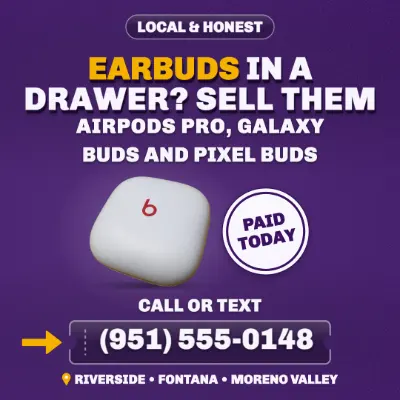 LOCAL & HONEST
EARBUDS IN A
DRAWER? SELL THEM
AIRPODS PRO, GALAXY
BUDS AND PIXEL BUDS
b
PAID
TODAY
CALL OR TEXT
(951) 555-0148
RIVERSIDE • FONTANA • MORENO VALLEY